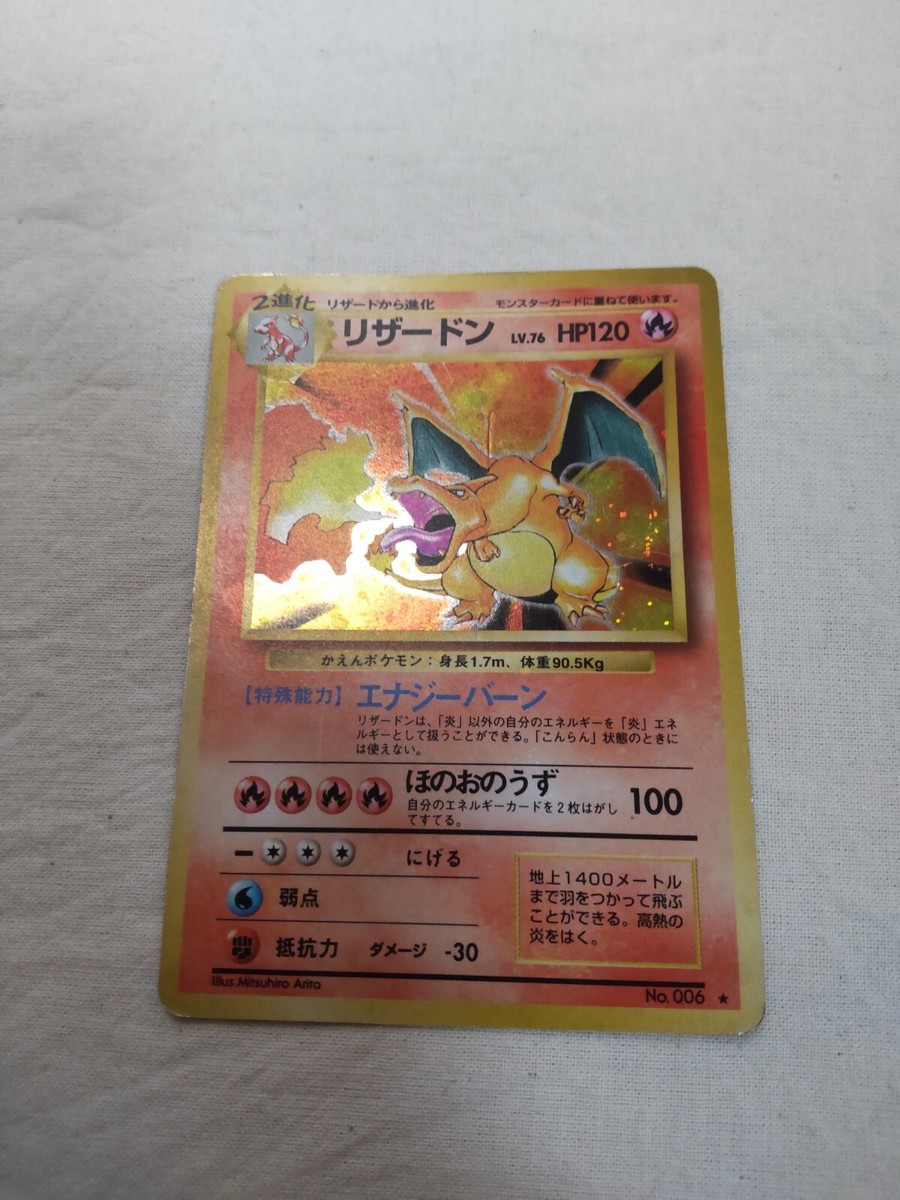 2進化 リザードから進化 モンスターカードに重ねて使います。
リザードン LV.76 HP120
かえんポケモン：身長1.7m、体重90.5Kg
【特殊能力】エナジーバーン
リザードンは、「炎」以外の自分のエネルギーを「炎」エネ
ルギーとして扱うことができる。「こんらん」状態のときに
は使えない。
ほのおのうず 100
自分のエネルギーカードを2枚はがし
てすてる。
にげる
弱点
抵抗力 ダメージ -30
地上1400メートル
まで羽をつかって飛ぶ
ことができる。高熱の
炎をはく。
Illus.Mitsuhiro Arita
No.006 ★